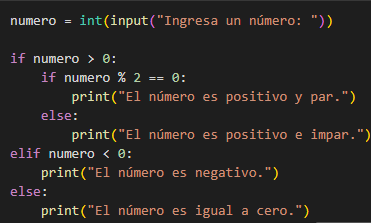 numero = int(input("Ingresa un número: "))
if numero > 0:
    if numero % 2 == 0:
        print("El número es positivo y par.")
    else:
        print("El número es positivo e impar.")
elif numero < 0:
    print("El número es negativo.")
else:
    print("El número es igual a cero.")